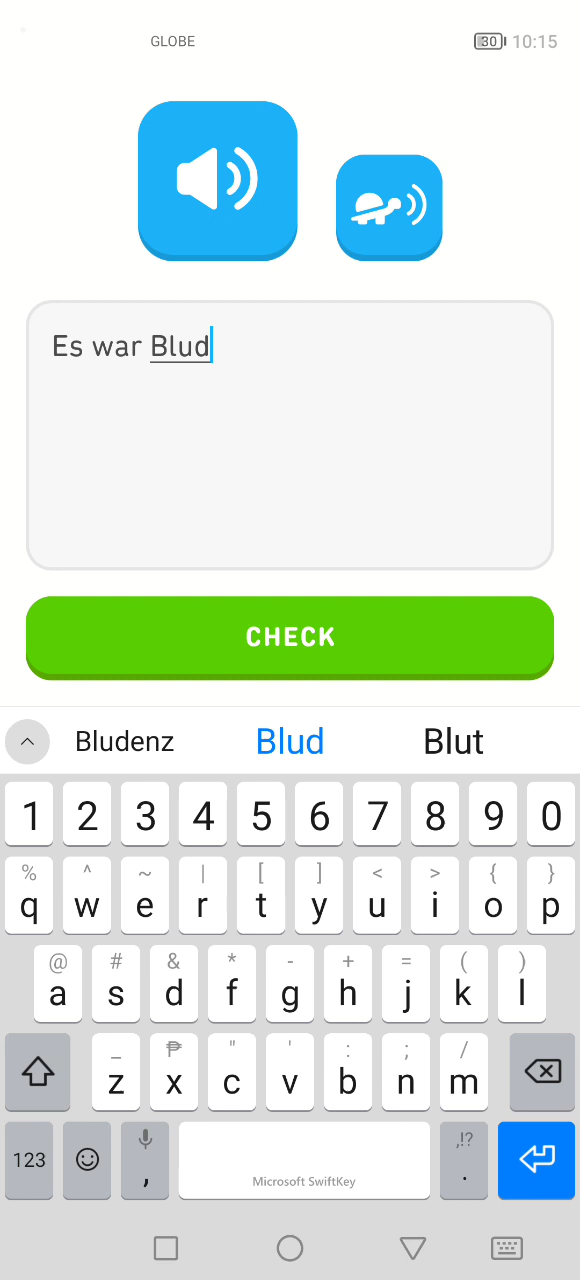 GLOBE 30 10:15
Es war Blud
CHECK
Bludenz Blud Blut
1 2 3 4 5 6 7 8 9 0
% ^ ~ | [ ] < > { }
q w e r t y u i o p
@ # & * - + = ( )
a s d f g h j k l
_ ₱ " ' : ; /
z x c v b n m
,!?
123 , Microsoft SwiftKey .